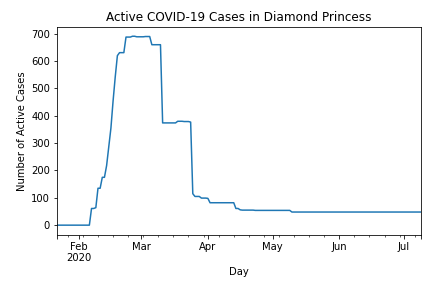 Active COVID-19 Cases in Diamond Princess
700
600
500
400
300
200
100
0
Number of Active Cases
Feb Mar Apr May Jun Jul
2020
Day